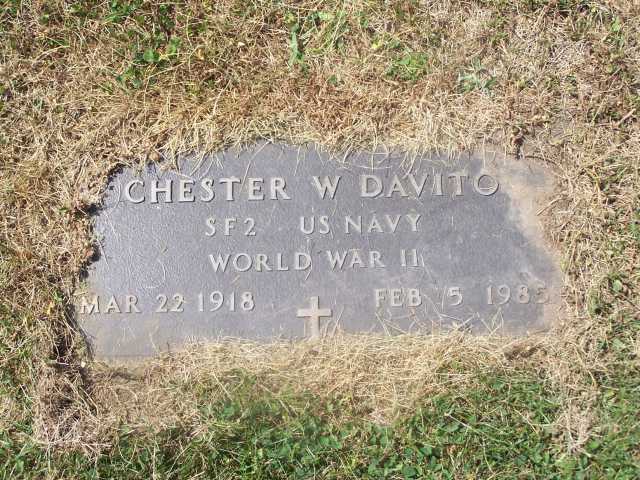 CHESTER W DAVITO
SF2 US NAVY
WORLD WAR II
MAR 22 1918 FEB 5 1985